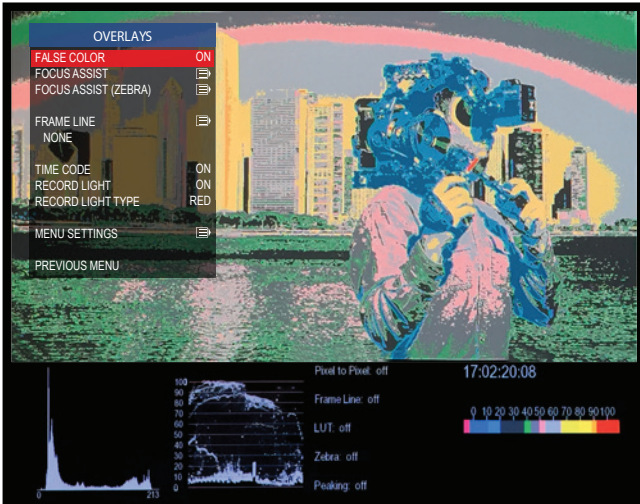 OVERLAYS
FALSE COLOR ON
FOCUS ASSIST
FOCUS ASSIST (ZEBRA)
FRAME LINE
NONE
TIME CODE ON
RECORD LIGHT ON
RECORD LIGHT TYPE RED
MENU SETTINGS
PREVIOUS MENU
Pixel to Pixel: off
17:02:20:08
Frame Line: off
LUT: off
Zebra: off
Peaking: off
100
90
80
70
60
50
40
30
20
10
0
0 10 20 30 40 50 60 70 80 90 100
0 213